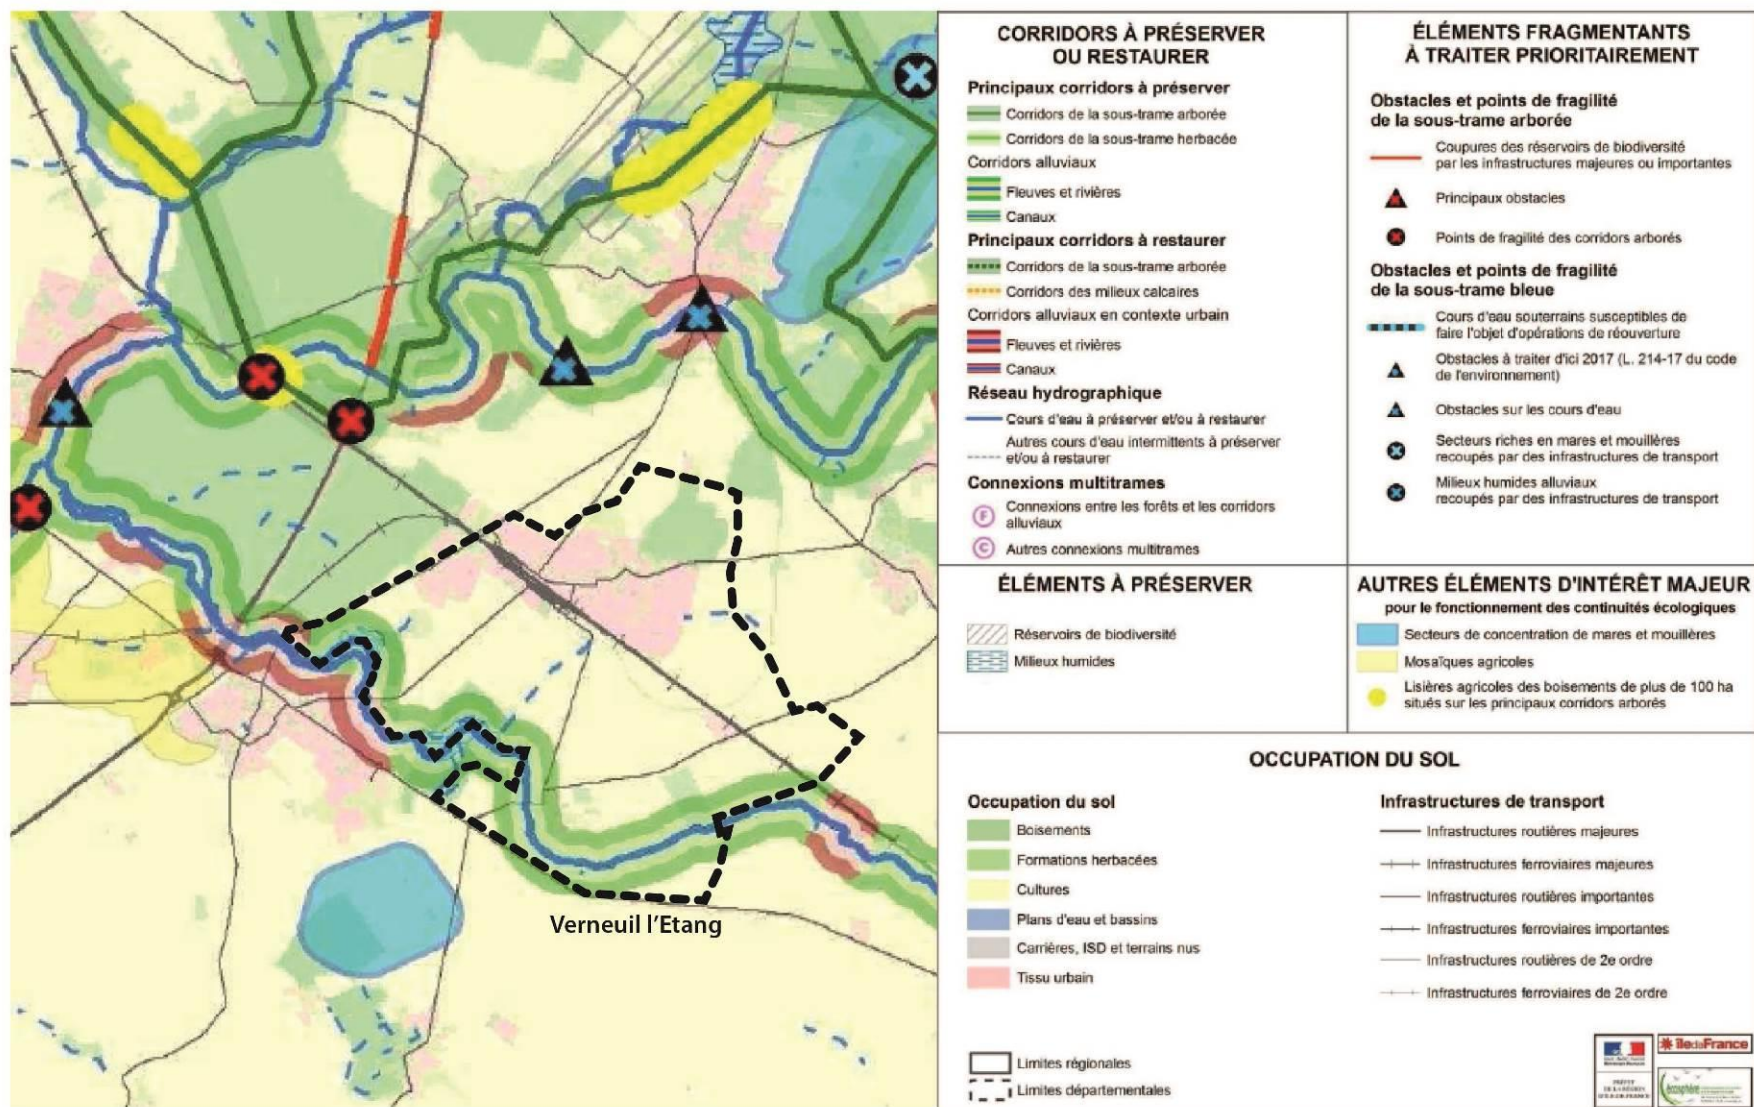 Verneuil l'Etang
CORRIDORS À PRÉSERVER
OU RESTAURER
Principaux corridors à préserver
Corridors de la sous-trame arborée
Corridors de la sous-trame herbacée
Corridors alluviaux
Fleuves et rivières
Canaux
Principaux corridors à restaurer
Corridors de la sous-trame arborée
Corridors des milieux calcaires
Corridors alluviaux en contexte urbain
Fleuves et rivières
Canaux
Réseau hydrographique
Cours d'eau à préserver et/ou à restaurer
Autres cours d'eau intermittents à préserver
et/ou à restaurer
Connexions multitrames
F
Connexions entre les forêts et les corridors
alluviaux
C
Autres connexions multitrames
ÉLÉMENTS FRAGMENTANTS
À TRAITER PRIORITAIREMENT
Obstacles et points de fragilité
de la sous-trame arborée
Coupures des réservoirs de biodiversité
par les infrastructures majeures ou importantes
Principaux obstacles
Points de fragilité des corridors arborés
Obstacles et points de fragilité
de la sous-trame bleue
Cours d'eau souterrains susceptibles de
faire l'objet d'opérations de réouverture
Obstacles à traiter d'ici 2017 (L. 214-17 du code
de l'environnement)
Obstacles sur les cours d'eau
Secteurs riches en mares et mouillères
recoupés par des infrastructures de transport
Milieux humides alluviaux
recoupés par des infrastructures de transport
ÉLÉMENTS À PRÉSERVER
Réservoirs de biodiversité
Milieux humides
AUTRES ÉLÉMENTS D'INTÉRÊT MAJEUR
pour le fonctionnement des continuités écologiques
Secteurs de concentration de mares et mouillères
Mosaïques agricoles
Lisières agricoles des boisements de plus de 100 ha
situés sur les principaux corridors arborés
OCCUPATION DU SOL
Occupation du sol
Boisements
Formations herbacées
Cultures
Plans d'eau et bassins
Carrières, ISD et terrains nus
Tissu urbain
Infrastructures de transport
Infrastructures routières majeures
Infrastructures ferroviaires majeures
Infrastructures routières importantes
Infrastructures ferroviaires importantes
Infrastructures routières de 2e ordre
Infrastructures ferroviaires de 2e ordre
Limites régionales
Limites départementales
PRÉFET
DE LA RÉGION
D'ÎLE-DE-FRANCE
îledeFrance
écosphère